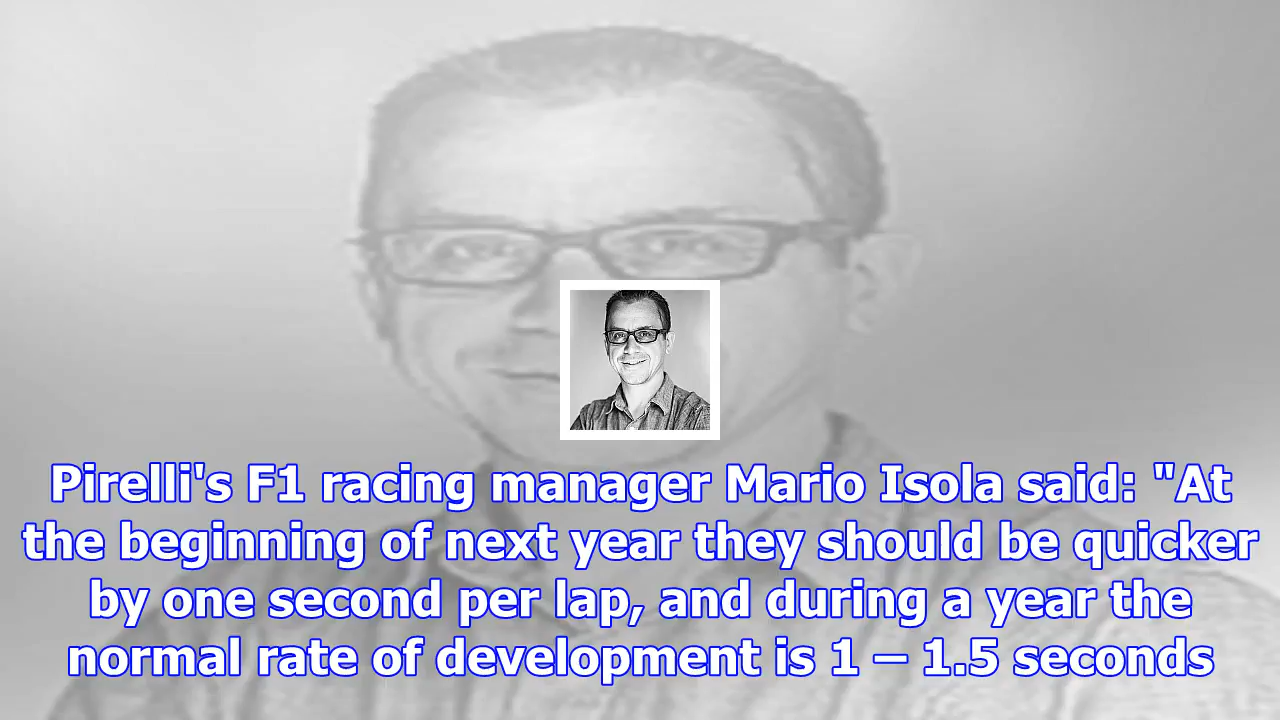 Pirelli's F1 racing manager Mario Isola said: "At
the beginning of next year they should be quicker
by one second per lap, and during a year the
normal rate of development is 1 – 1.5 seconds